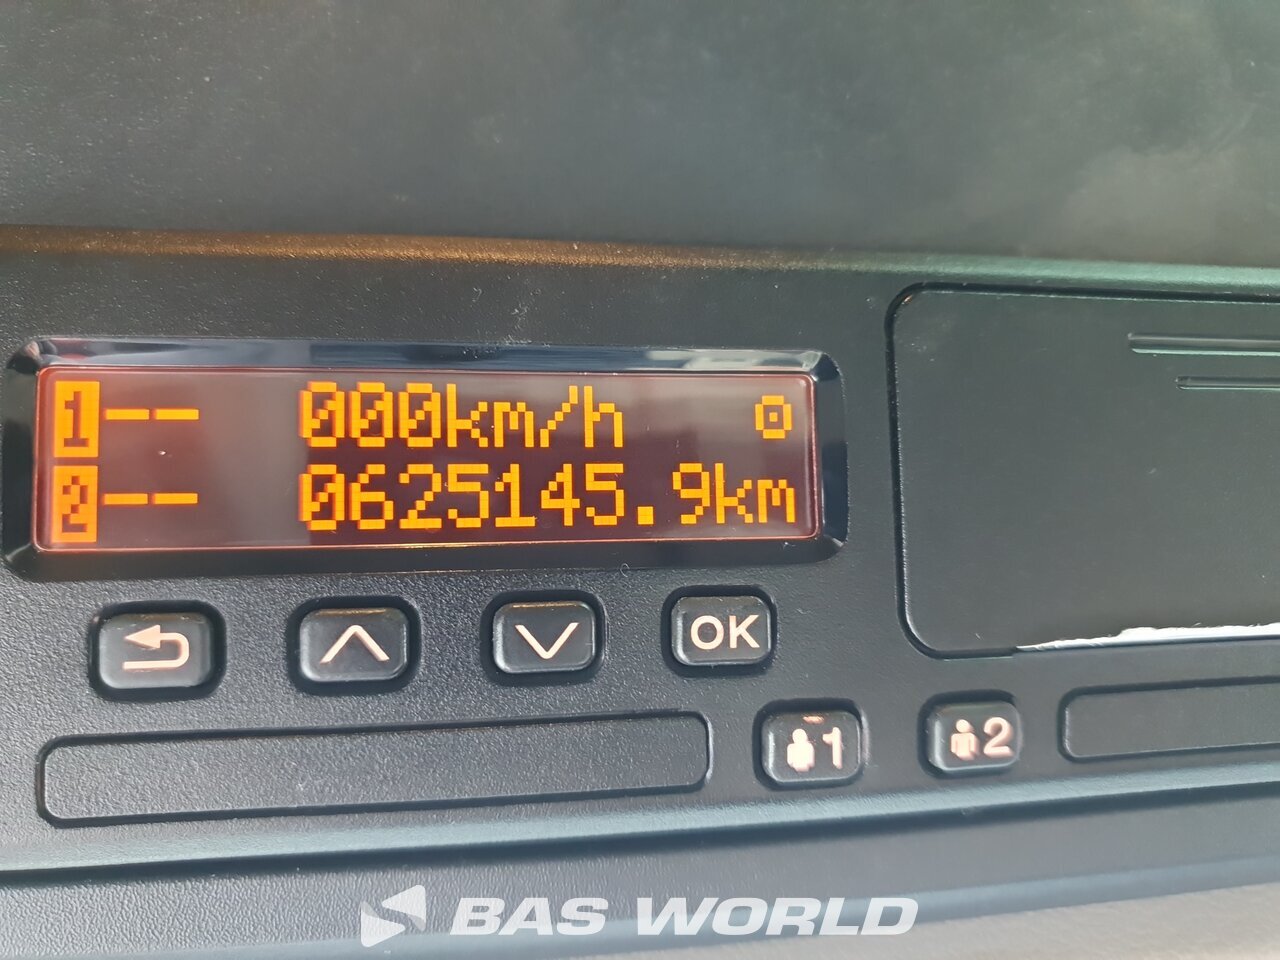 1 -- 000km/h
2 -- 0625145.9km
OK
1
2
BAS WORLD